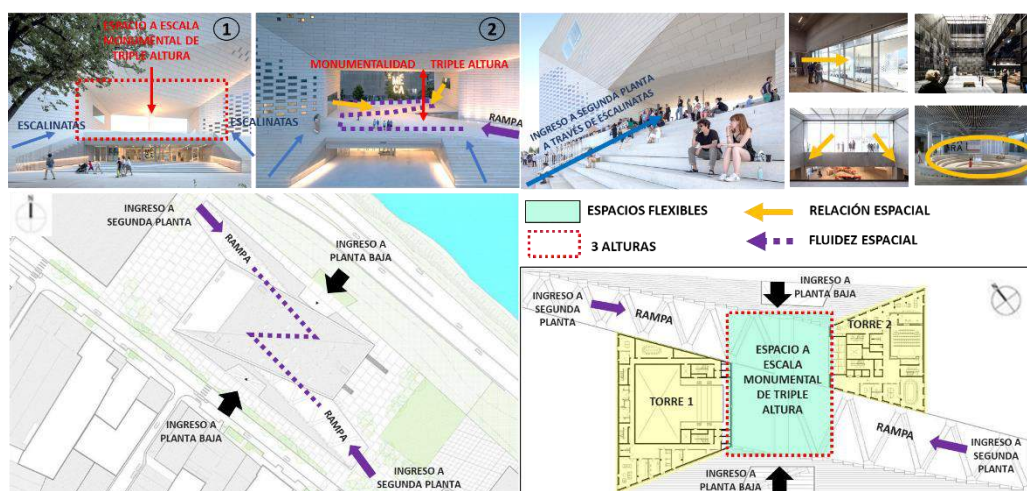 ESPACIO A ESCALA
MONUMENTAL DE
TRIPLE ALTURA
1
ESCALINATAS
ESCALINATAS
2
MONUMENTALIDAD
TRIPLE ALTURA
ME
CA
RAMPA
INGRESO A SEGUNDA PLANTA
A TRAVÉS DE ESCALINATAS
ESPACIOS FLEXIBLES
RELACIÓN ESPACIAL
3 ALTURAS
FLUIDEZ ESPACIAL
INGRESO A
SEGUNDA PLANTA
RAMPA
INGRESO A
PLANTA BAJA
INGRESO A
PLANTA BAJA
RAMPA
INGRESO A
SEGUNDA PLANTA
INGRESO A
SEGUNDA PLANTA
RAMPA
INGRESO A
PLANTA BAJA
TORRE 2
ESPACIO A
ESCALA
MONUMENTAL
DE TRIPLE
ALTURA
TORRE 1
RAMPA
INGRESO A
SEGUNDA
PLANTA
INGRESO A
PLANTA BAJA